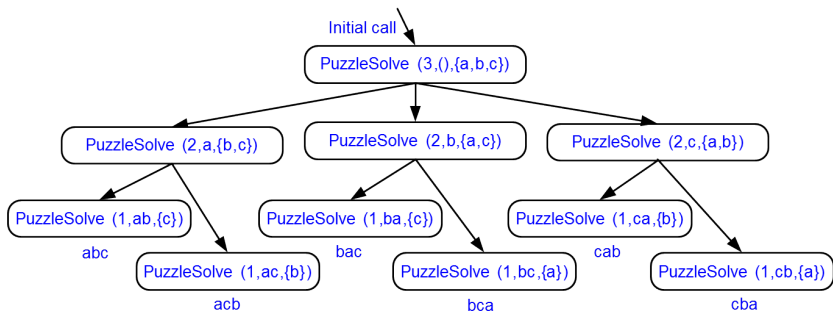 Initial call
PuzzleSolve (3,(),{a,b,c})
PuzzleSolve (2,a,{b,c})
PuzzleSolve (2,b,{a,c})
PuzzleSolve (2,c,{a,b})
PuzzleSolve (1,ab,{c})
abc
PuzzleSolve (1,ac,{b})
acb
PuzzleSolve (1,ba,{c})
bac
PuzzleSolve (1,bc,{a})
bca
PuzzleSolve (1,ca,{b})
cab
PuzzleSolve (1,cb,{a})
cba